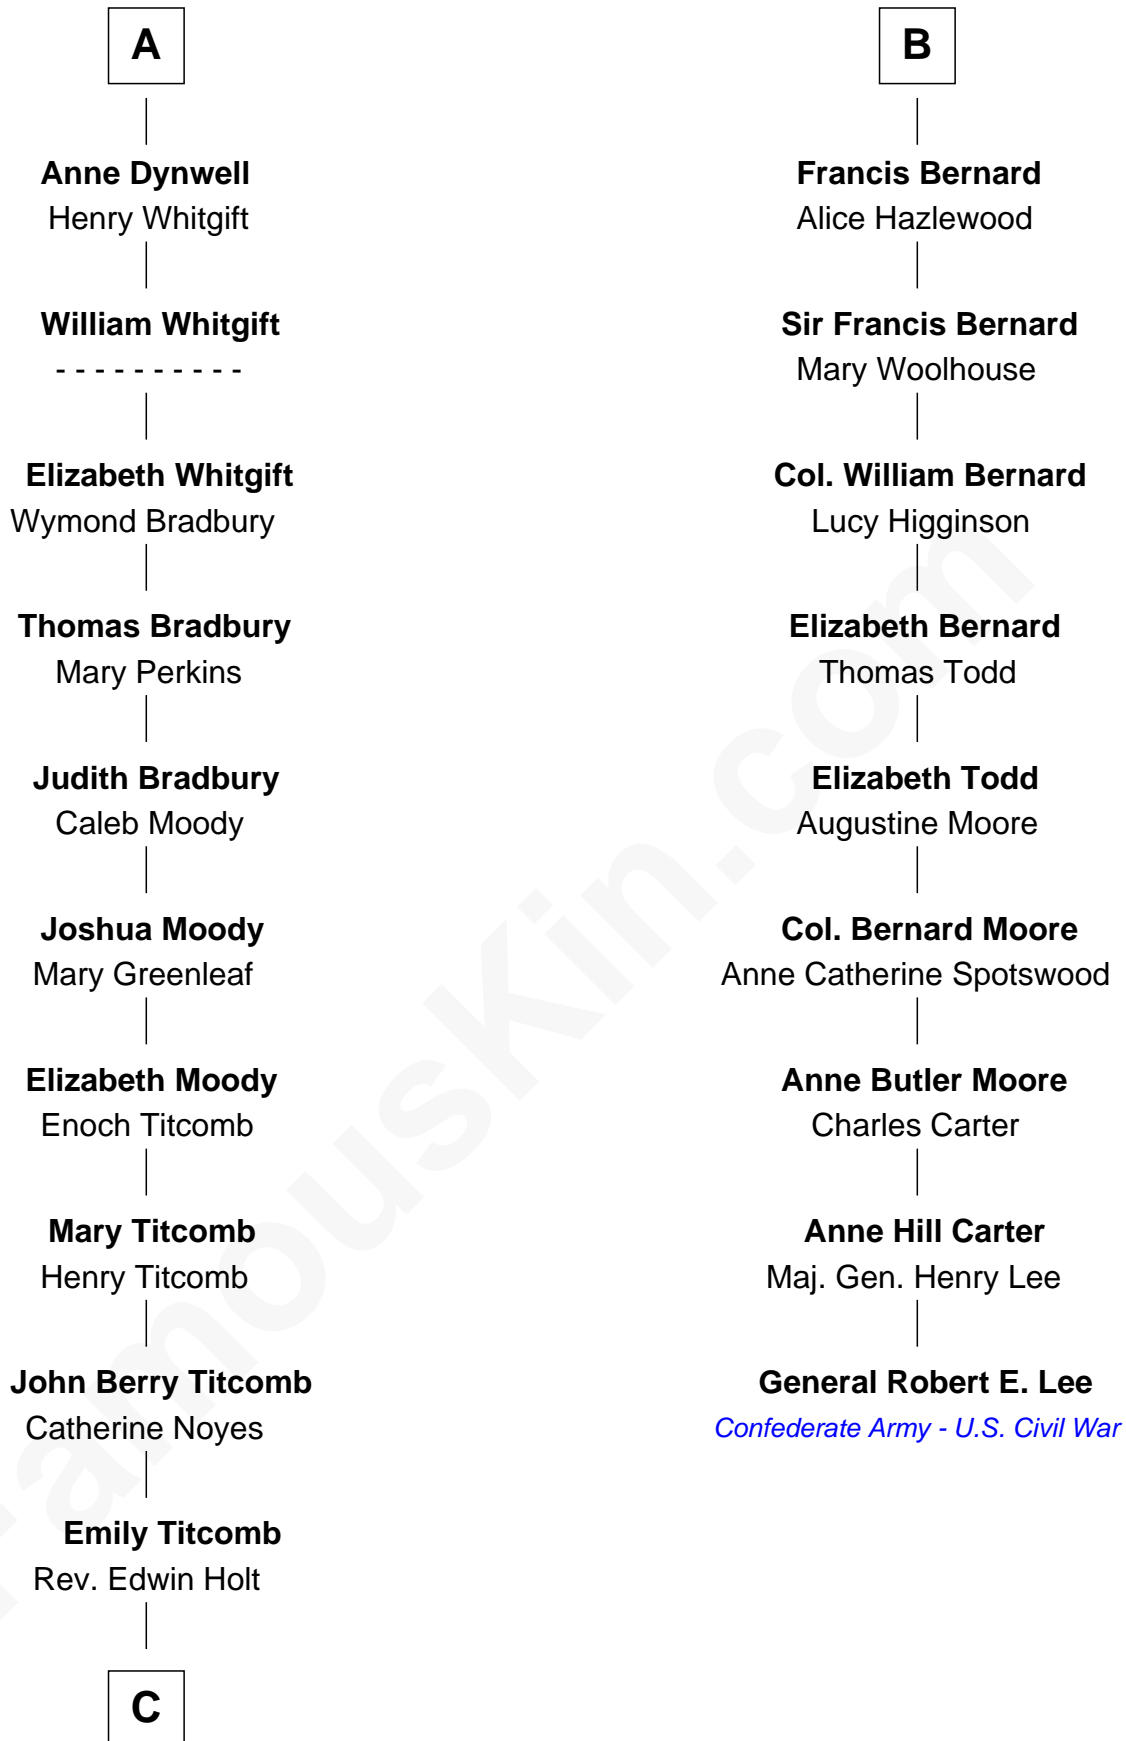 A
Anne Dynwell
Henry Whitgift
William Whitgift
- - - - - - - - - -
Elizabeth Whitgift
Wymond Bradbury
Thomas Bradbury
Mary Perkins
Judith Bradbury
Caleb Moody
Joshua Moody
Mary Greenleaf
Elizabeth Moody
Enoch Titcomb
Mary Titcomb
Henry Titcomb
John Berry Titcomb
Catherine Noyes
Emily Titcomb
Rev. Edwin Holt
C
B
Francis Bernard
Alice Hazlewood
Sir Francis Bernard
Mary Woolhouse
Col. William Bernard
Lucy Higginson
Elizabeth Bernard
Thomas Todd
Elizabeth Todd
Augustine Moore
Col. Bernard Moore
Anne Catherine Spotswood
Anne Butler Moore
Charles Carter
Anne Hill Carter
Maj. Gen. Henry Lee
General Robert E. Lee
Confederate Army - U.S. Civil War
FamousKin.com